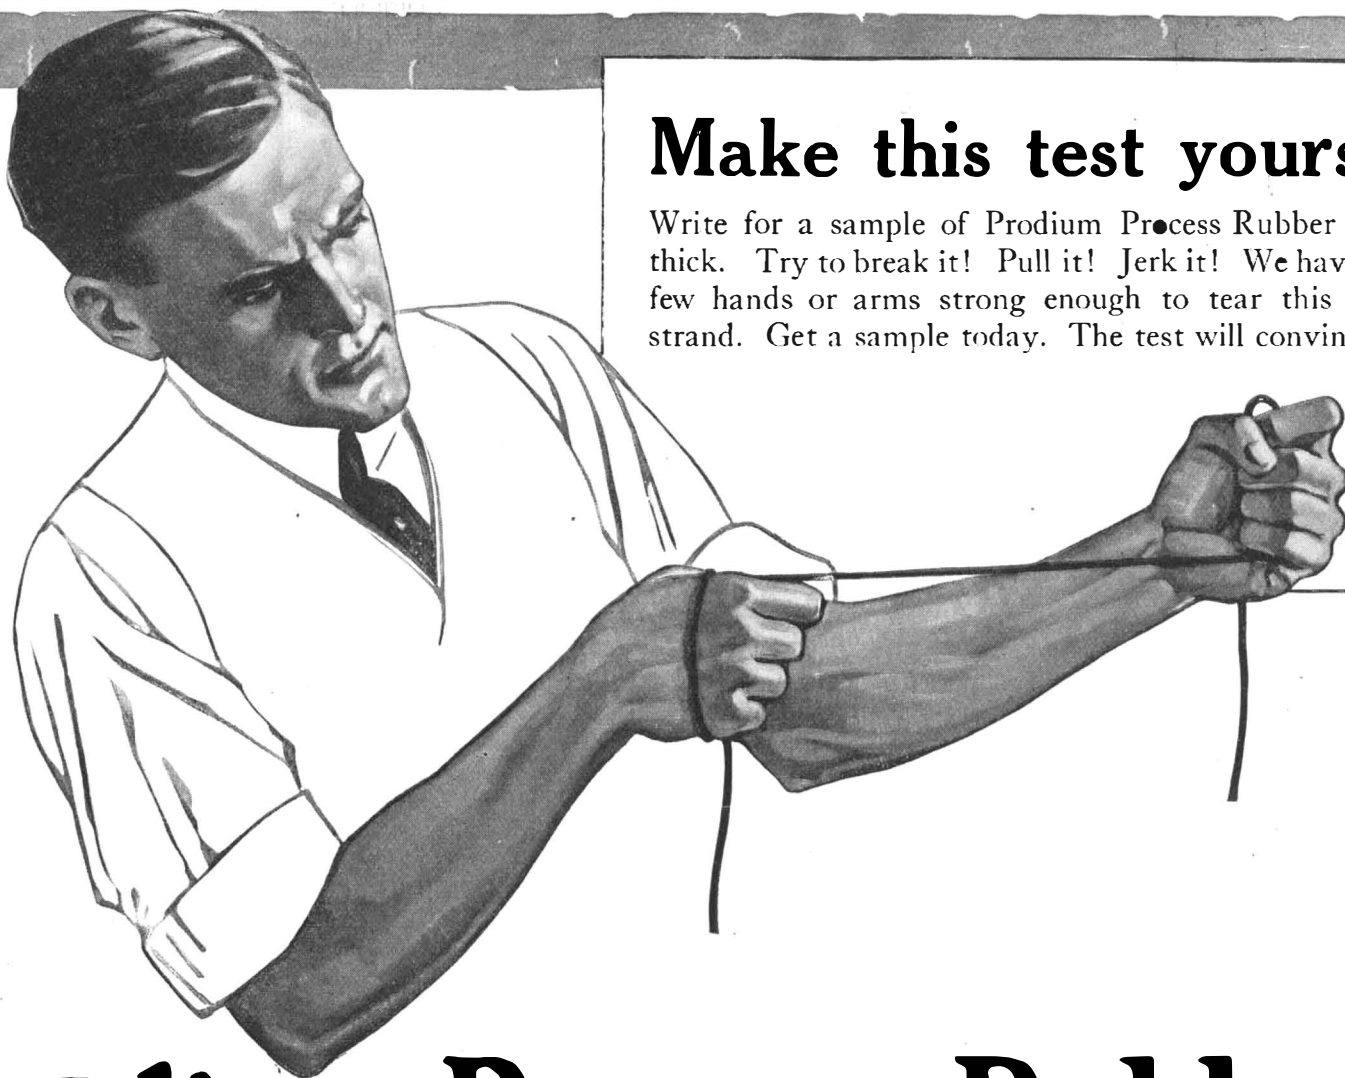 Make this test yours
Write for a sample of Prodium Process Rubber
thick. Try to break it! Pull it! Jerk it! We hav
few hands or arms strong enough to tear this
strand. Get a sample today. The test will convin